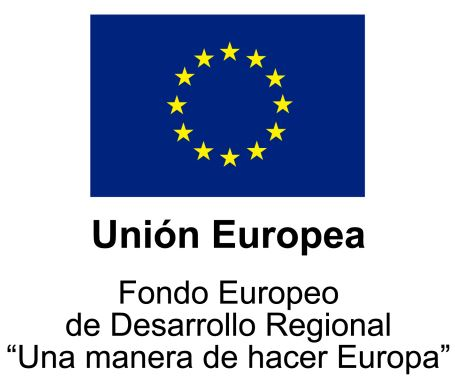 Unión Europea
Fondo Europeo
de Desarrollo Regional
“Una manera de hacer Europa”